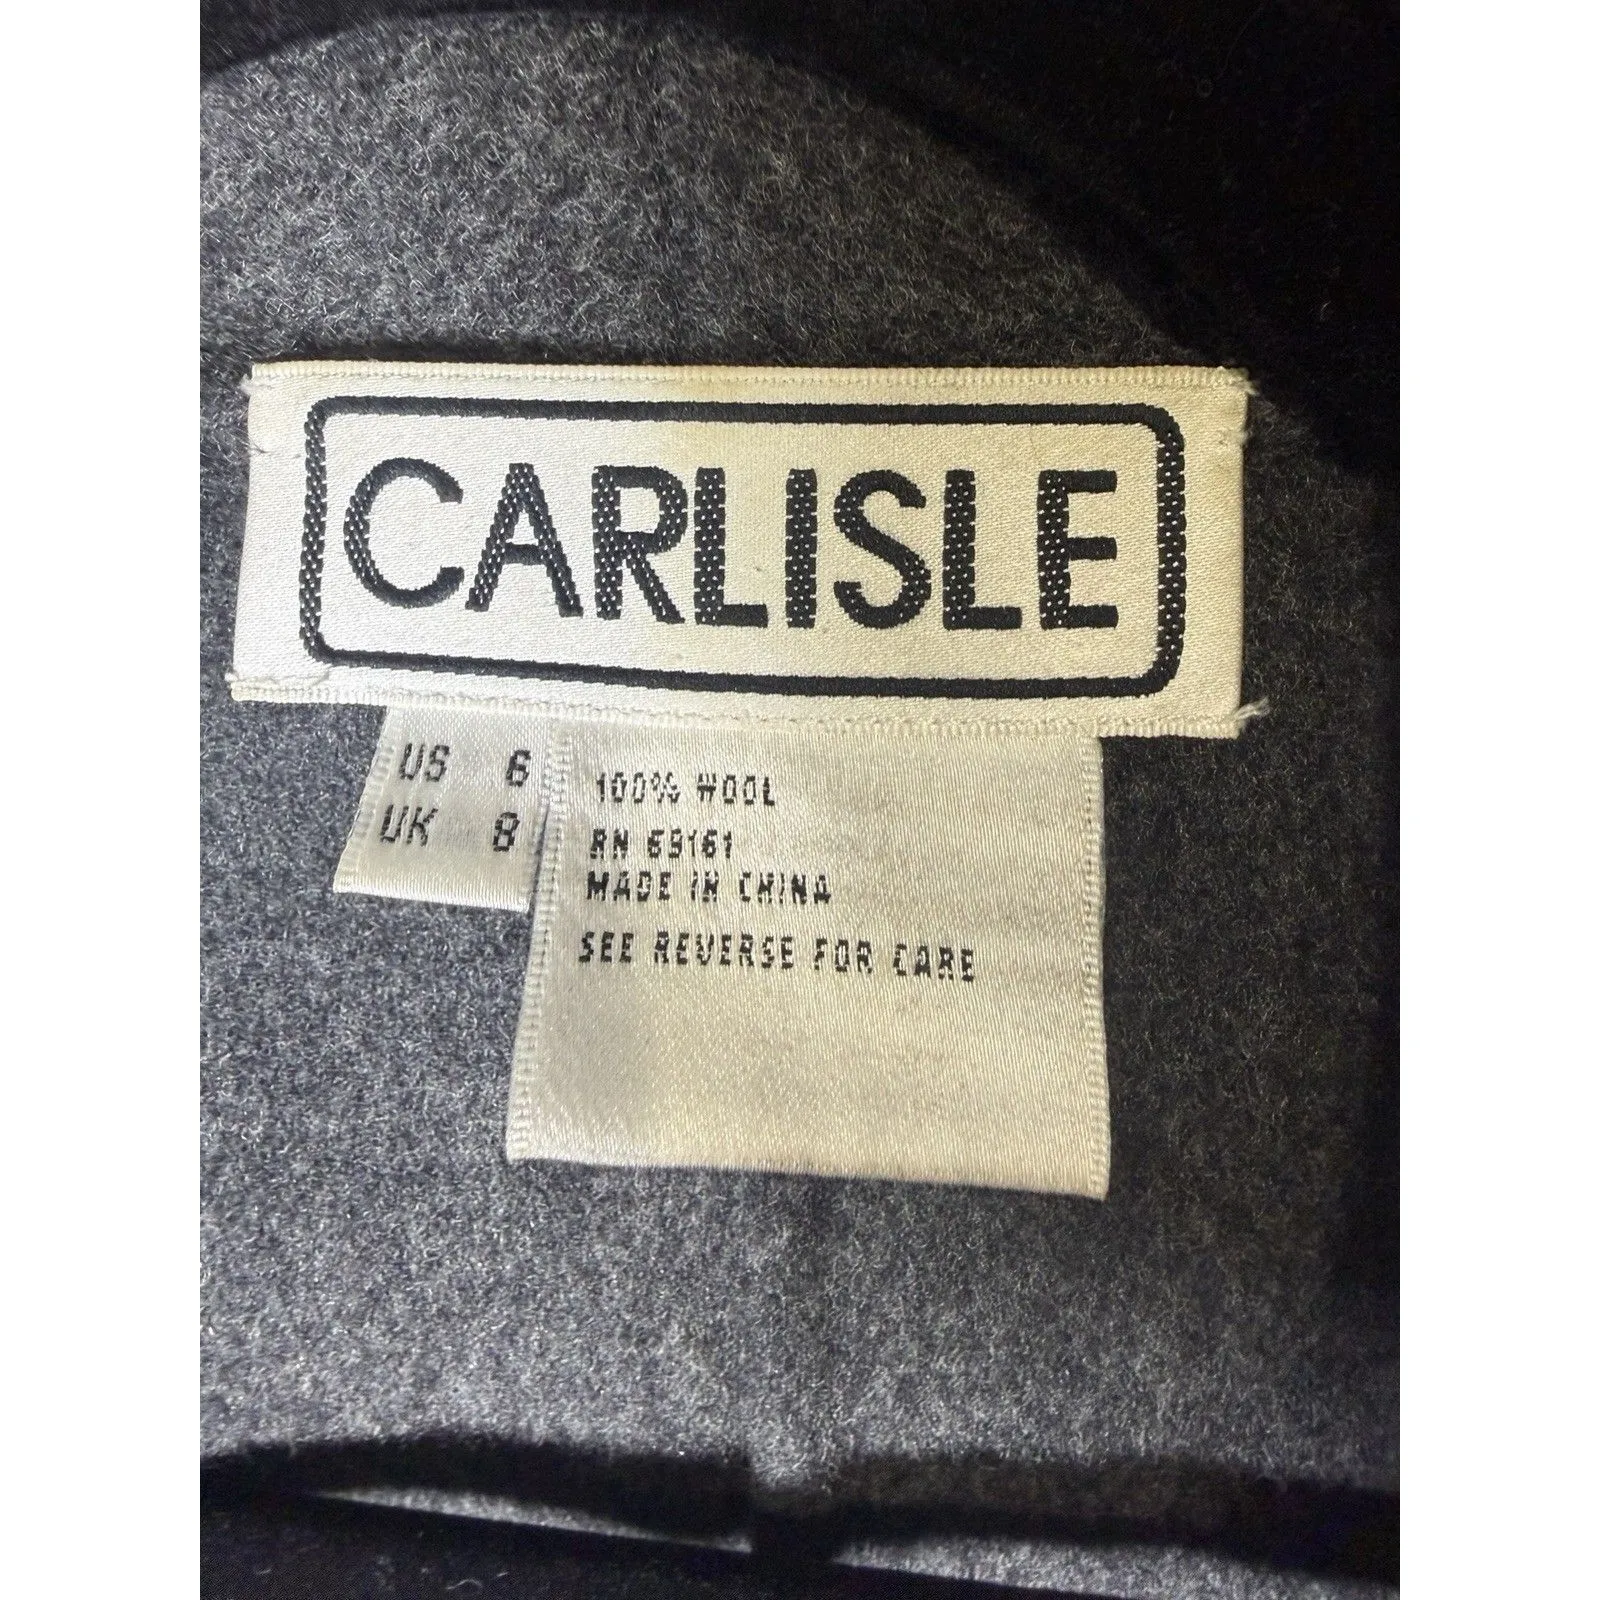 CARLISLE
US 6
UK 8
100% WOOL
RN 69161
MADE IN CHINA
SEE REVERSE FOR CARE